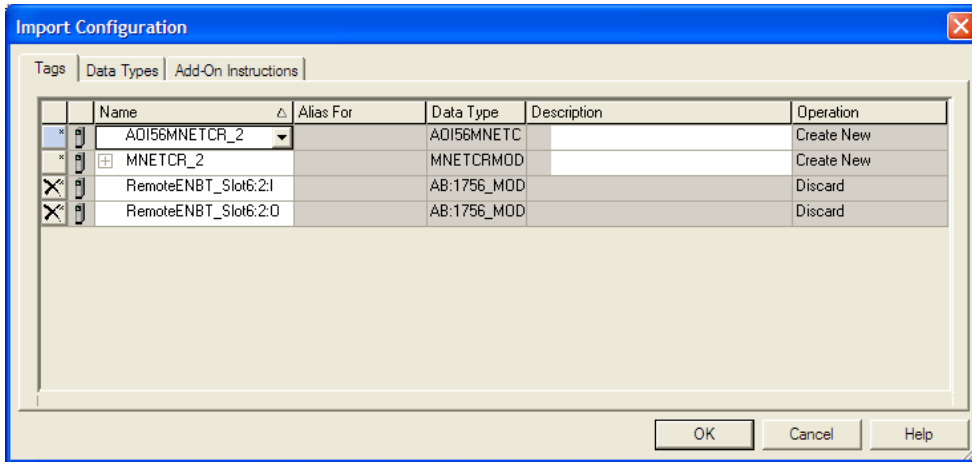 Import Configuration
Tags Data Types Add-On Instructions
Name Alias For Data Type Description Operation
AOI56MNETCR_2 AOI56MNETC Create New
MNETCR_2 MNETCRMOD Create New
RemoteENBT_Slot6:2:I AB:1756_MOD Discard
RemoteENBT_Slot6:2:O AB:1756_MOD Discard
OK Cancel Help